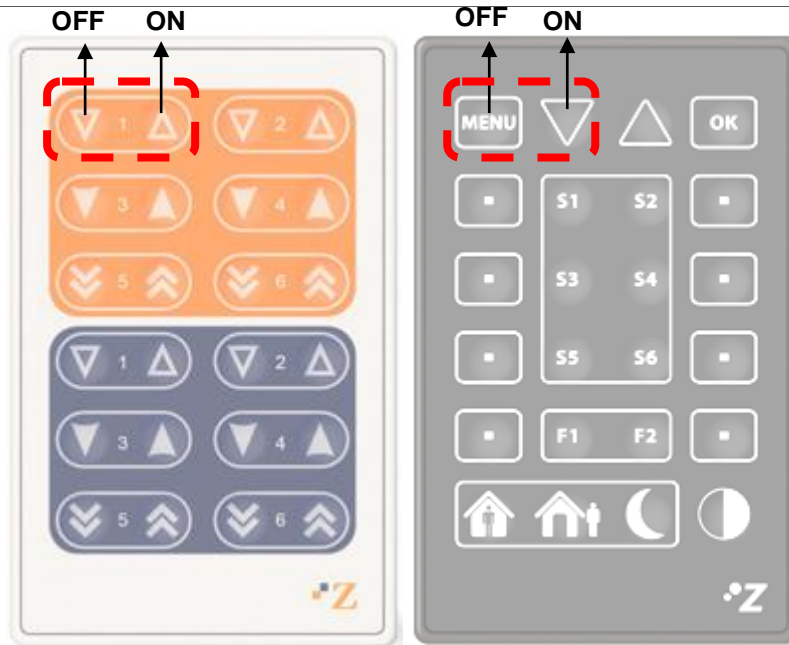 OFF ON
1 2
3 4
5 6
1 2
3 4
5 6
Z
OFF ON
MENU OK
S1 S2
S3 S4
S5 S6
F1 F2
Z